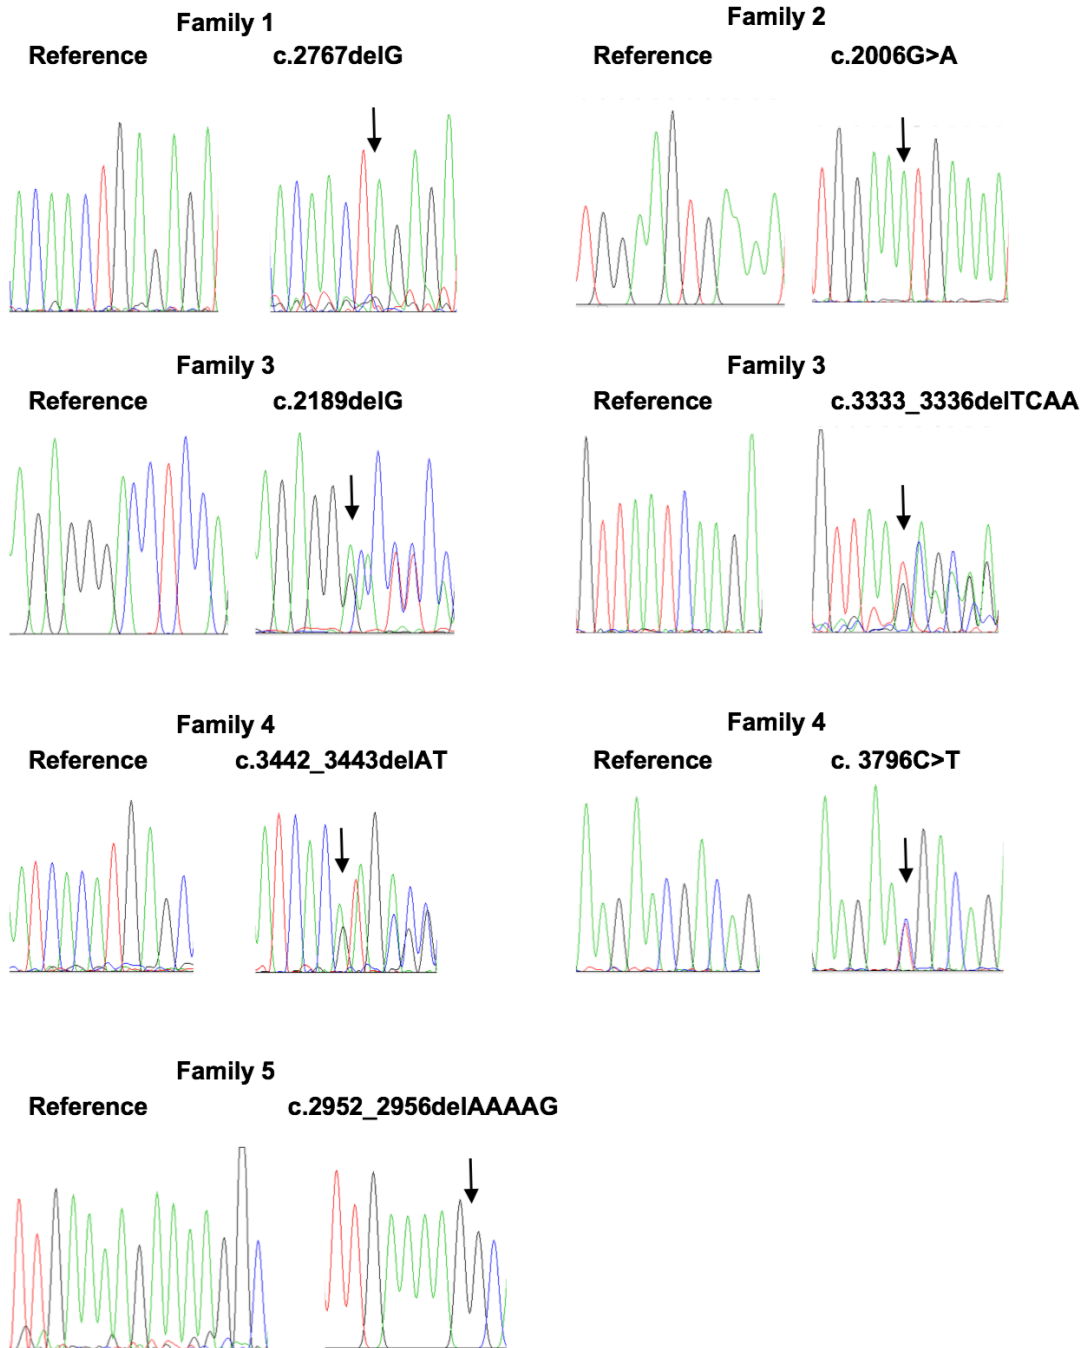 Family 1
Family 2
Reference
c.2767delG
Reference
c.2006G>A
Family 3
Family 3
Reference
c.2189delG
Reference
c.3333_3336delTCAA
Family 4
Family 4
Reference
c.3442_3443delAT
Reference
c. 3796C>T
Family 5
Reference
c.2952_2956delAAAAG